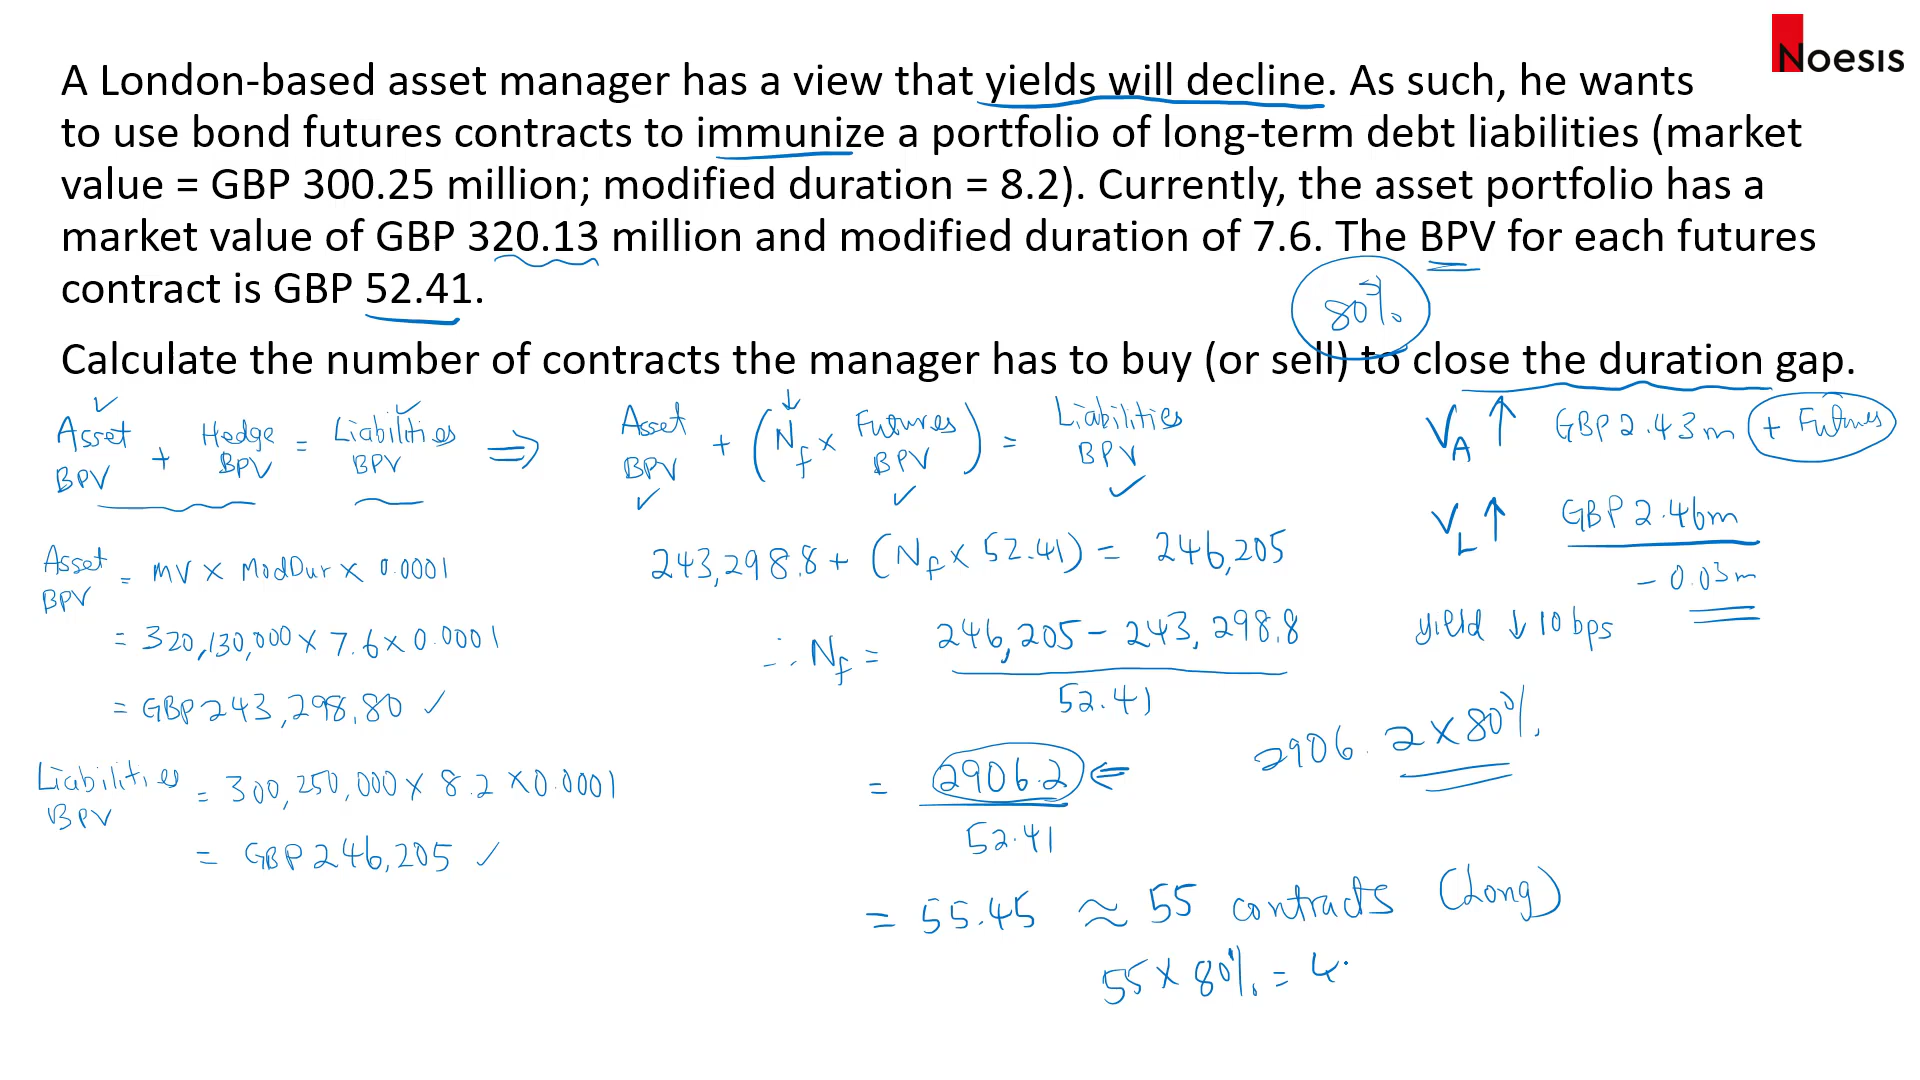 Noesis
A London-based asset manager has a view that yields will decline. As such, he wants
to use bond futures contracts to immunize a portfolio of long-term debt liabilities (market
value = GBP 300.25 million; modified duration = 8.2). Currently, the asset portfolio has a
market value of GBP 320.13 million and modified duration of 7.6. The BPV for each futures
contract is GBP 52.41.
80%
Calculate the number of contracts the manager has to buy (or sell) to close the duration gap.
Asset BPV + Hedge BPV = Liabilities BPV ⇒ Asset BPV + (Nf × Futures BPV) = Liabilities BPV
Asset BPV = MV × ModDur × 0.0001
= 320,130,000 × 7.6 × 0.0001
= GBP 243,298.80 ✓
Liabilities BPV = 300,250,000 × 8.2 × 0.0001
= GBP 246,205 ✓
243,298.8 + (Nf × 52.41) = 246,205
∴ Nf = 246,205 - 243,298.8
52.41
= 2906.2 ⇐
52.41
= 55.45 ≈ 55 contracts (Long)
55 × 80% = 4
VA ↑ GBP 2.43m + Futures
VL ↑ GBP 2.46m
- 0.03m
yield ↓ 10 bps
2906.2 × 80%